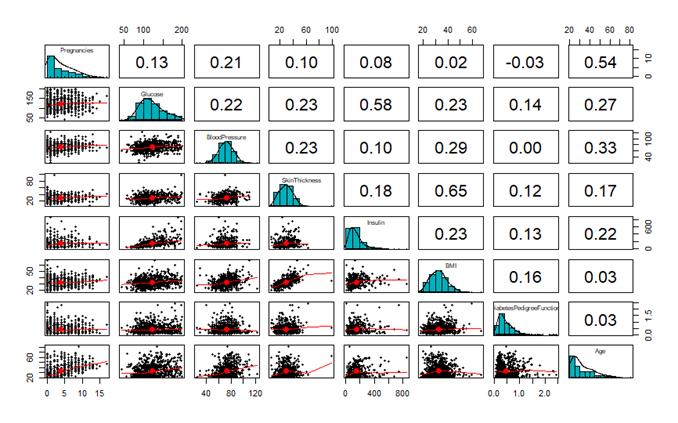 50 100 200 20 60 100 20 40 60 20 40 60 80
Pregnancies 0.13 0.21 0.10 0.08 0.02 -0.03 0.54 0 5 10
50 150 Glucose 0.22 0.23 0.58 0.23 0.14 0.27
BloodPressure 0.23 0.10 0.29 0.00 0.33 40 100
20 80 SkinThickness 0.18 0.65 0.12 0.17
Insulin 0.23 0.13 0.22 0 600
20 50 BMI 0.16 0.03
iabetesPedigreeFunction 0.03 0.0 1.5
20 60 Age
0 5 10 15 40 80 120 0 400 800 0.0 1.0 2.0